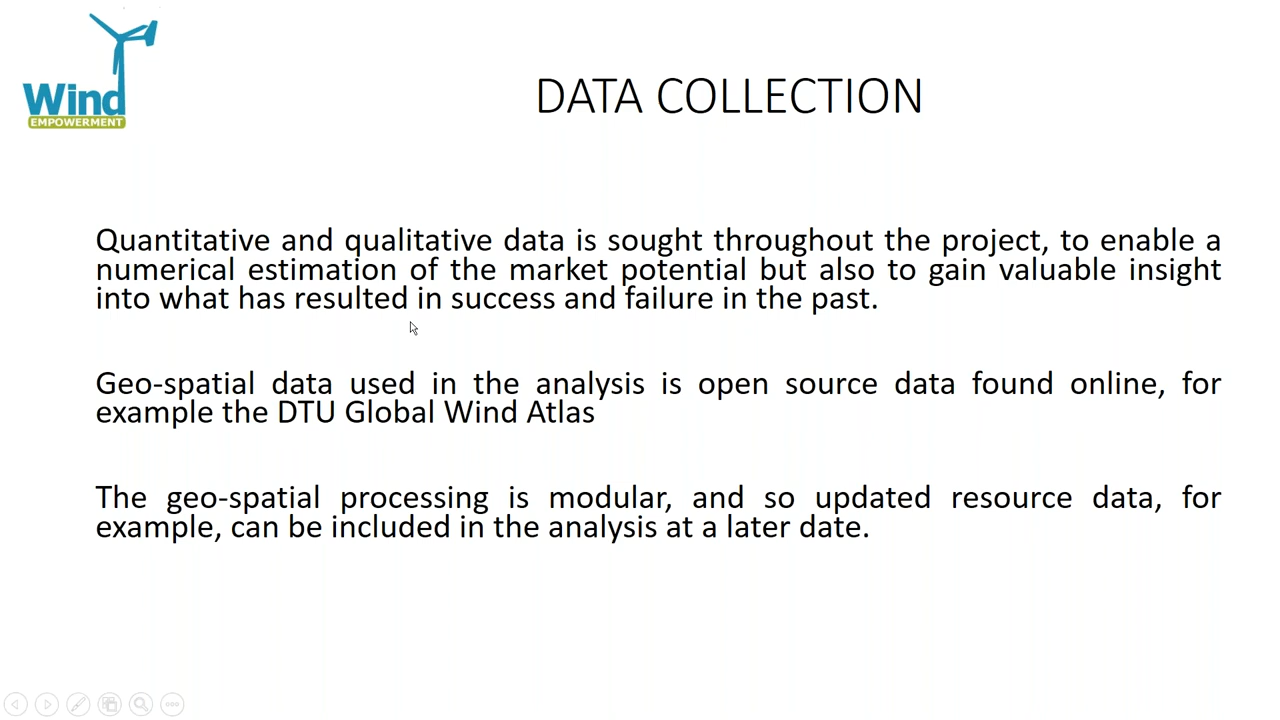 Wind
EMPOWERMENT
DATA COLLECTION
Quantitative and qualitative data is sought throughout the project, to enable a
numerical estimation of the market potential but also to gain valuable insight
into what has resulted in success and failure in the past.
Geo-spatial data used in the analysis is open source data found online, for
example the DTU Global Wind Atlas
The geo-spatial processing is modular, and so updated resource data, for
example, can be included in the analysis at a later date.